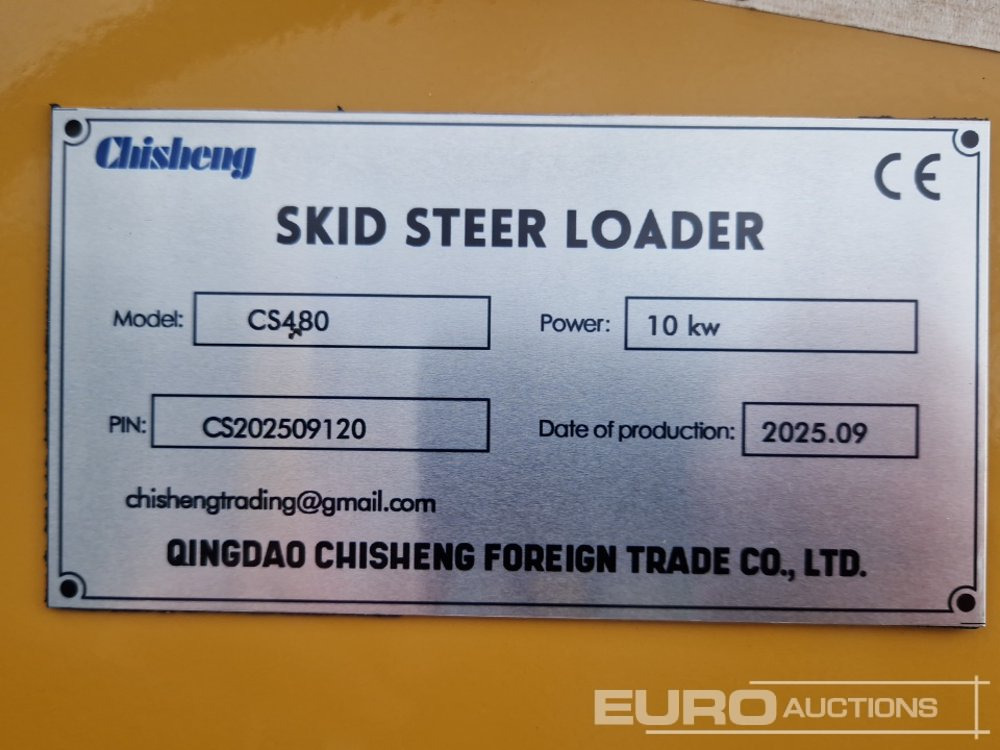 Chisheng
CE
SKID STEER LOADER
Model: CS480
Power: 10 kw
PIN: CS202509120
Date of production: 2025.09
chishengtrading@gmail.com
QINGDAO CHISHENG FOREIGN TRADE CO., LTD.
EURO AUCTIONS